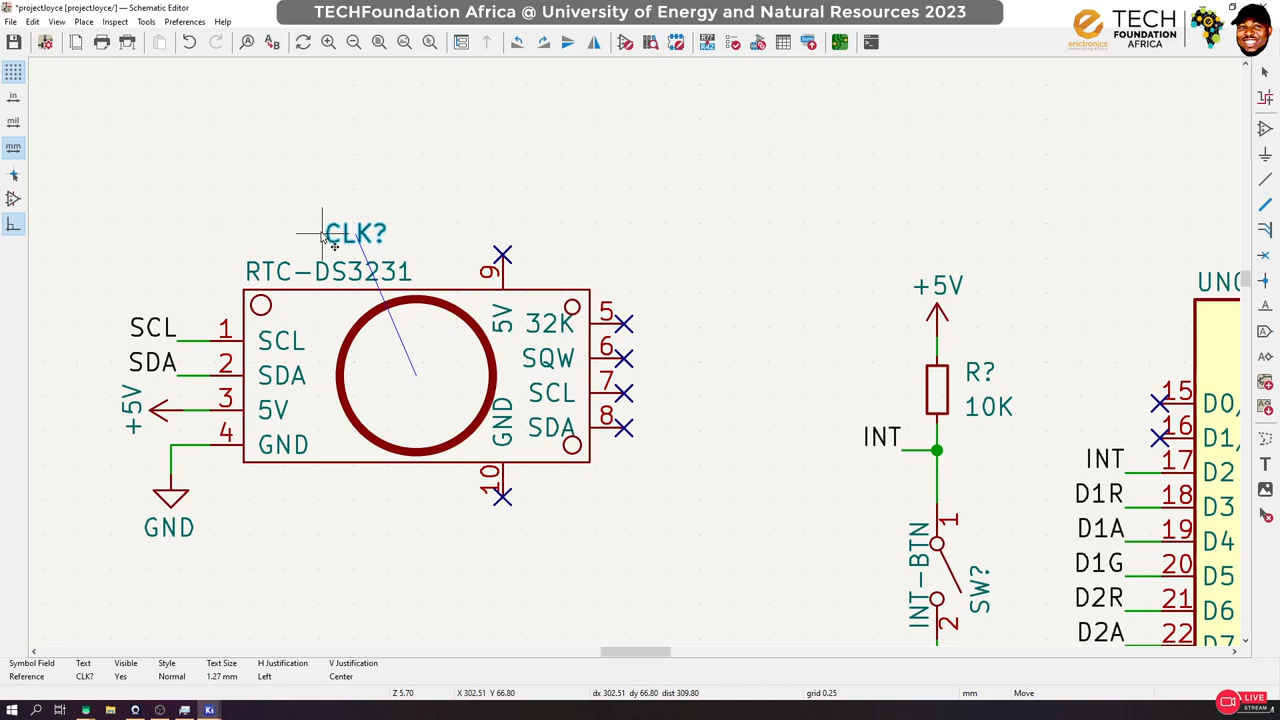 *projectJoyce [projectJoyce/] — Schematic Editor
TECHFoundation Africa @ University of Energy and Natural Resources 2023
File Edit View Place Inspect Tools Preferences Help
erictronics
TECH
FOUNDATION
AFRICA
in
mil
mm
CLK?
RTC-DS3231
9
5V
32K
5
SQW
6
SCL
7
SDA
8
GND
10
SCL
1
SCL
SDA
2
SDA
+5V
3
5V
4
GND
GND
+5V
R?
10K
INT
1
INT-BTN
SW?
2
UNO
15
D0/
16
D1/
INT
17
D2
D1R
18
D3
D1A
19
D4
D1G
20
D5
D2R
21
D6
D2A
22
D7
Symbol Field Text Visible Style Text Size H Justification V Justification
Reference CLK? Yes Normal 1.27 mm Left Center
Z 5.70 X 302.51 Y 66.80 dx 302.51 dy 66.80 dist 309.80 grid 0.25 mm Move
LIVE
STREAM